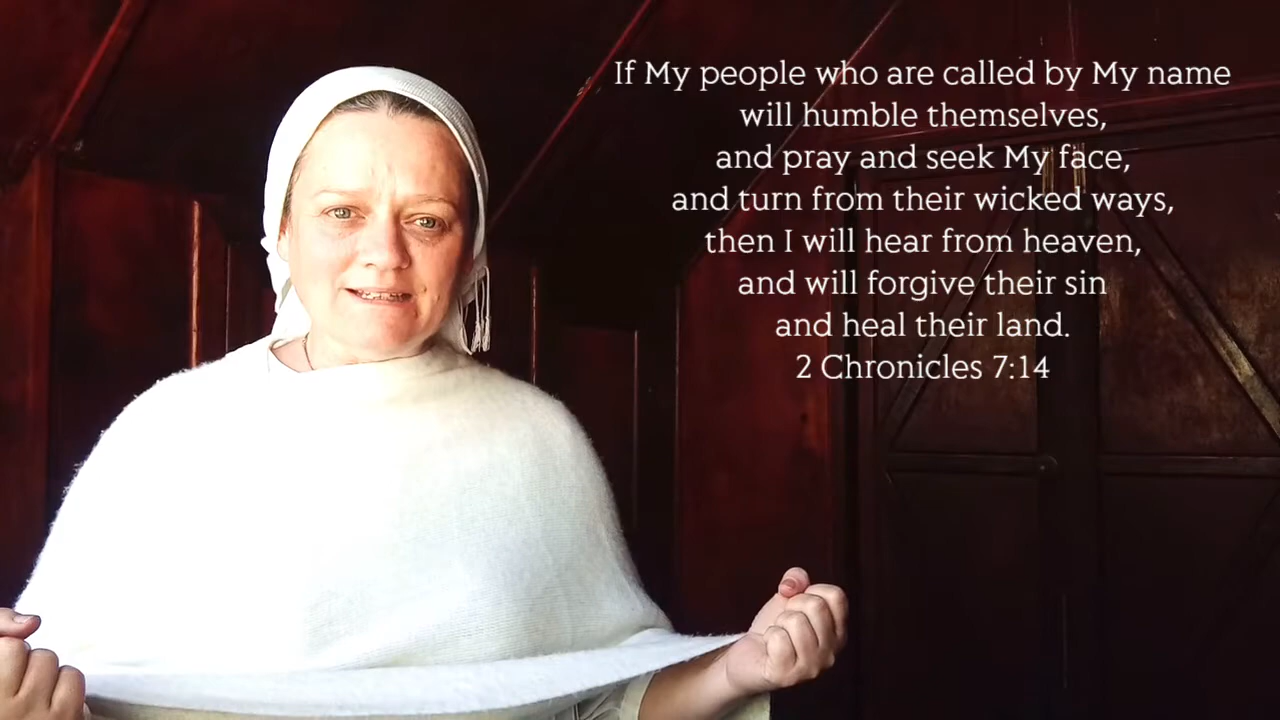 If My people who are called by My name
will humble themselves,
and pray and seek My face,
and turn from their wicked ways,
then I will hear from heaven,
and will forgive their sin
and heal their land.
2 Chronicles 7:14